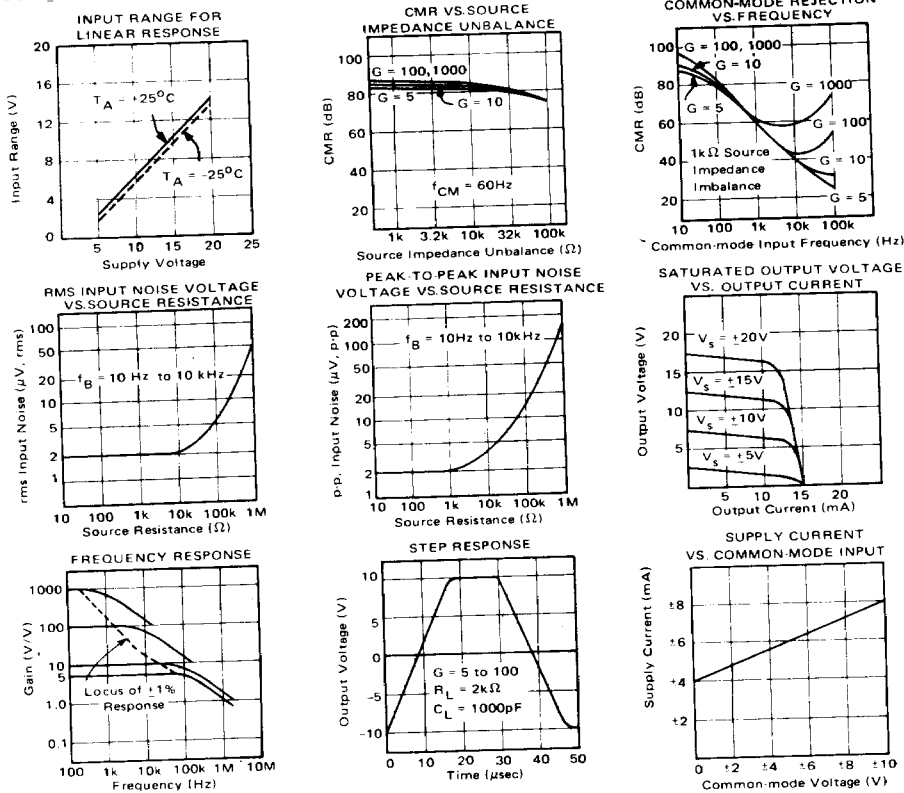 INPUT RANGE FOR
LINEAR RESPONSE
20
16
12
8
4
0
Input Range (V)
T_A = +25°C
T_A = -25°C
5
10
15
20
25
Supply Voltage
CMR VS.SOURCE
IMPEDANCE UNBALANCE
100
80
60
40
20
CMR (dB)
G = 100, 1000
G = 5
G = 10
f_CM = 60Hz
1k
3.2k
10k
32k
100k
Source Impedance Unbalance (Ω)
COMMON-MODE REJECTION
VS.FREQUENCY
100
80
60
40
20
CMR (dB)
G = 100, 1000
G = 10
G = 5
G = 1000
G = 100
G = 10
G = 5
1kΩ Source
Impedance
Imbalance
10
100
1k
10k
100k
Common-mode Input Frequency (Hz)
RMS INPUT NOISE VOLTAGE
VS.SOURCE RESISTANCE
100
50
20
10
5
2
1
rms Input Noise (μV, rms)
f_B = 10 Hz to 10 kHz
10
100
1k
10k
100k
1M
Source Resistance (Ω)
PEAK-TO-PEAK INPUT NOISE
VOLTAGE VS.SOURCE RESISTANCE
200
100
50
20
10
5
2
1
p-p, Input Noise (μV, p-p)
f_B = 10Hz to 10kHz
10
100
1k
10k
100k
1M
Source Resistance (Ω)
SATURATED OUTPUT VOLTAGE
VS. OUTPUT CURRENT
20
15
10
5
Output Voltage (V)
V_s = ±20V
V_s = ±15V
V_s = ±10V
V_s = ±5V
5
10
15
20
Output Current (mA)
FREQUENCY RESPONSE
1000
100
10
5
1.0
0.1
Gain (V/V)
Locus of ±1%
Response
100
1k
10k
100k
1M
10M
Frequency (Hz)
STEP RESPONSE
10
5
0
-5
-10
Output Voltage (V)
G = 5 to 100
R_L = 2kΩ
C_L = 1000pF
0
10
20
30
40
50
Time (μsec)
SUPPLY CURRENT
VS. COMMON-MODE INPUT
±8
±6
±4
±2
Supply Current (mA)
0
±2
±4
±6
±8
±10
Common-mode Voltage (V)